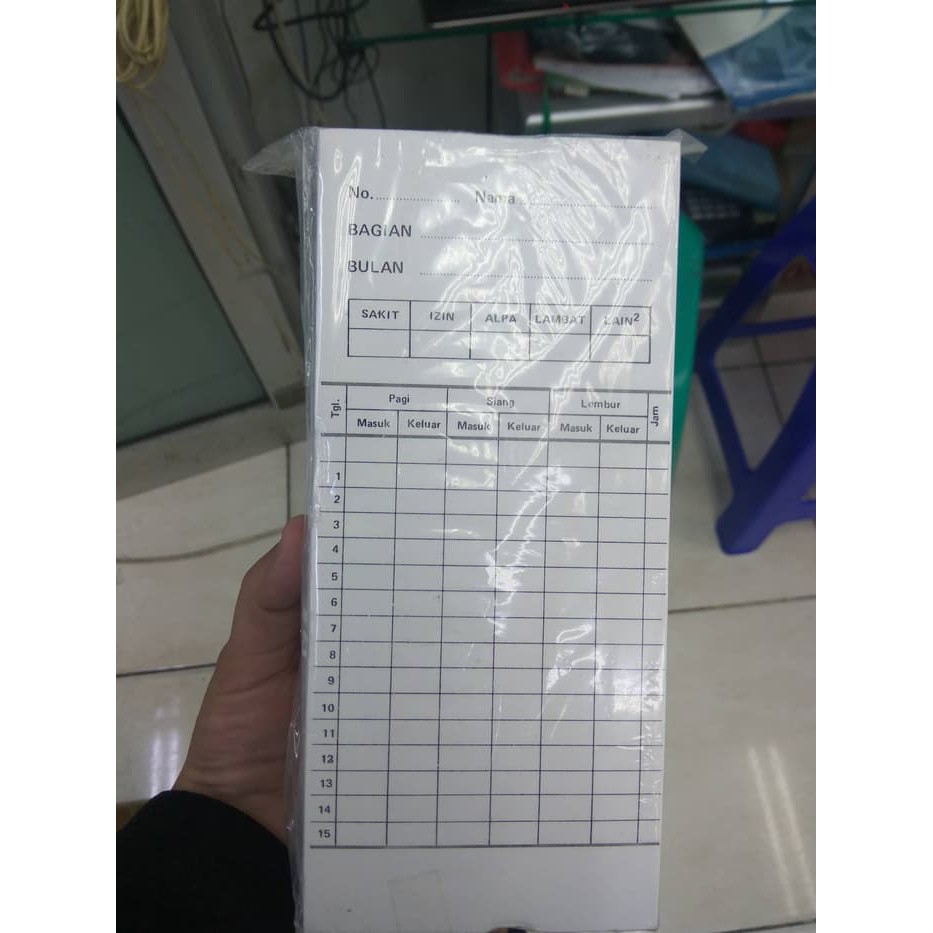 No. Nama
BAGIAN
BULAN
SAKIT IZIN ALPA LAMBAT LAIN²
Tgl. Pagi Siang Lembur Jam
Masuk Keluar Masuk Keluar Masuk Keluar
1
2
3
4
5
6
7
8
9
10
11
12
13
14
15